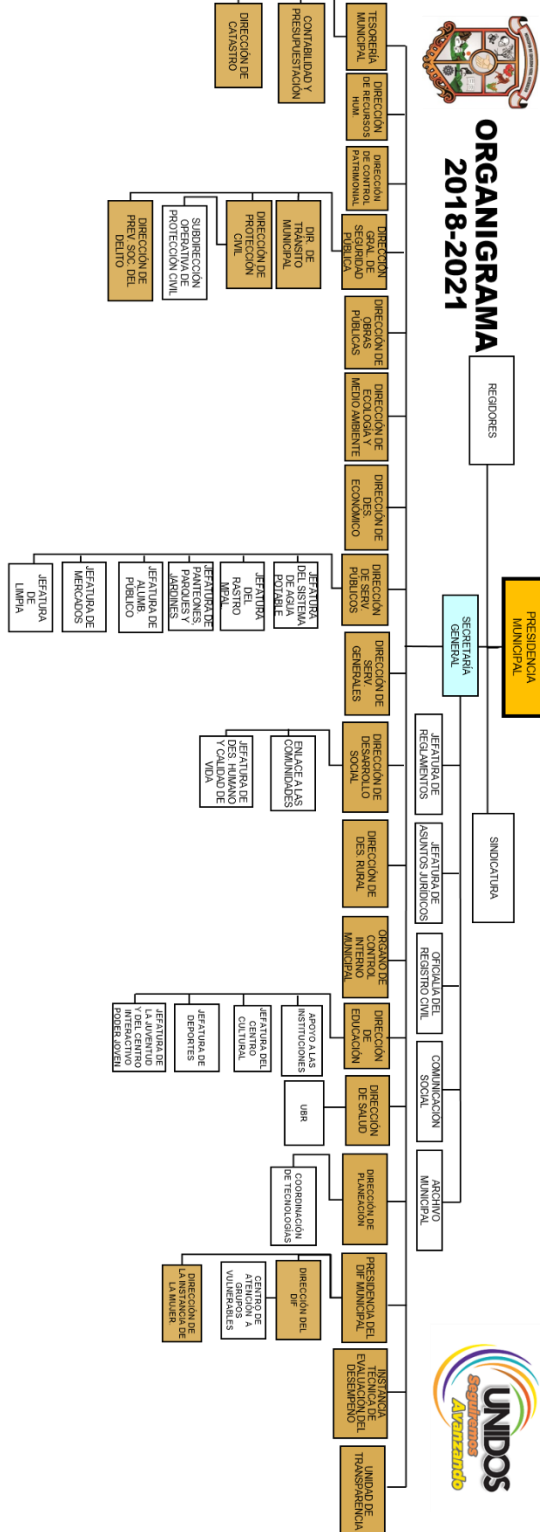 ORGANIGRAMA
2018-2021
UNIDOS
Seguiremos
Avanzando
PRESIDENCIA
MUNICIPAL
REGIDORES
SINDICATURA
SECRETARÍA
GENERAL
JEFATURA DE
REGLAMENTOS
JEFATURA DE
ASUNTOS JURÍDICOS
OFICIALIA DEL
REGISTRO CIVIL
COMUNICACIÓN
SOCIAL
ARCHIVO
MUNICIPAL
TESORERÍA
MUNICIPAL
CONTABILIDAD Y
PRESUPUESTACIÓN
DIRECCIÓN DE
CATASTRO
DIRECCIÓN
DE RECURSOS
HUM.
DIRECCIÓN
DE CONTROL
PATRIMONIAL
DIRECCIÓN
GRAL. DE
SEGURIDAD
PÚBLICA
DIR. DE
TRÁNSITO
MUNICIPAL
DIRECCIÓN DE
PROTECCIÓN
CIVIL
SUBDIRECCIÓN
OPERATIVA DE
PROTECCIÓN CIVIL
DIRECCIÓN DE
PREV. SOC. DEL
DELITO
DIRECCIÓN DE
OBRAS
PÚBLICAS
DIRECCIÓN DE
ECOLOGÍA Y
MEDIO AMBIENTE
DIRECCIÓN DE
DES.
ECONÓMICO
DIRECCIÓN
DE SERV.
PÚBLICOS
JEFATURA
DEL SISTEMA
DE AGUA
POTABLE
JEFATURA
DEL
RASTRO
MPAL
JEFATURA DE
PANTEONES,
PARQUES Y
JARDINES
JEFATURA DE
ALUMB
PÚBLICO
JEFATURA DE
MERCADOS
JEFATURA
DE
LIMPIA
DIRECCIÓN DE
SERV.
GENERALES
DIRECCIÓN DE
DESARROLLO
SOCIAL
ENLACE A LAS
COMUNIDADES
JEFATURA DE
DES. HUMANO
Y CALIDAD DE
VIDA
DIRECCIÓN DE
DES. RURAL
ÓRGANO DE
CONTROL
INTERNO
MUNICIPAL
DIRECCIÓN
DE
EDUCACIÓN
APOYO A LAS
INSTITUCIONES
JEFATURA DEL
CENTRO
CULTURAL
JEFATURA DE
DEPORTES
JEFATURA DE
LA JUVENTUD
Y DEL CENTRO
INTERACTIVO
PODER JOVEN
DIRECCIÓN
DE SALUD
UBR
DIRECCIÓN DE
PLANEACIÓN
COORDINACIÓN
DE TECNOLOGÍAS
PRESIDENCIA DEL
DIF MUNICIPAL
DIRECCIÓN DEL
DIF
CENTRO DE
ATENCIÓN A
GRUPOS
VULNERABLES
DIRECCIÓN DE
LA INSTANCIA DE
LA MUJER
INSTANCIA
TÉCNICA DE
EVALUACIÓN DEL
DESEMPEÑO
UNIDAD DE
TRANSPARENCIA